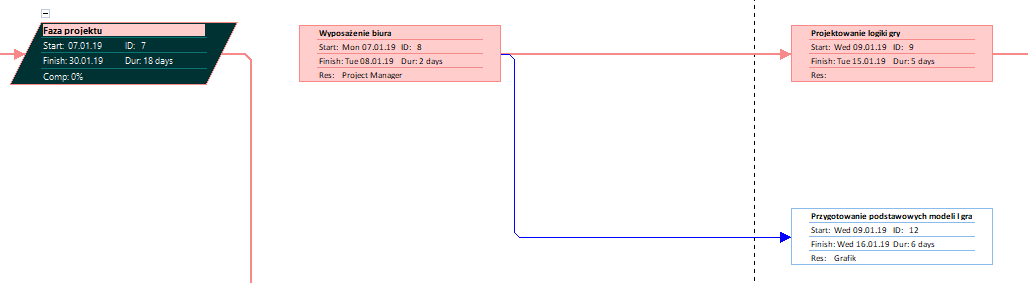 Faza projektu
Start: 07.01.19 ID: 7
Finish: 30.01.19 Dur: 18 days
Comp: 0%
Wyposażenie biura
Start: Mon 07.01.19 ID: 8
Finish: Tue 08.01.19 Dur: 2 days
Res: Project Manager
Projektowanie logiki gry
Start: Wed 09.01.19 ID: 9
Finish: Tue 15.01.19 Dur: 5 days
Res:
Przygotowanie podstawowych modeli I gra
Start: Wed 09.01.19 ID: 12
Finish: Wed 16.01.19 Dur: 6 days
Res: Grafik